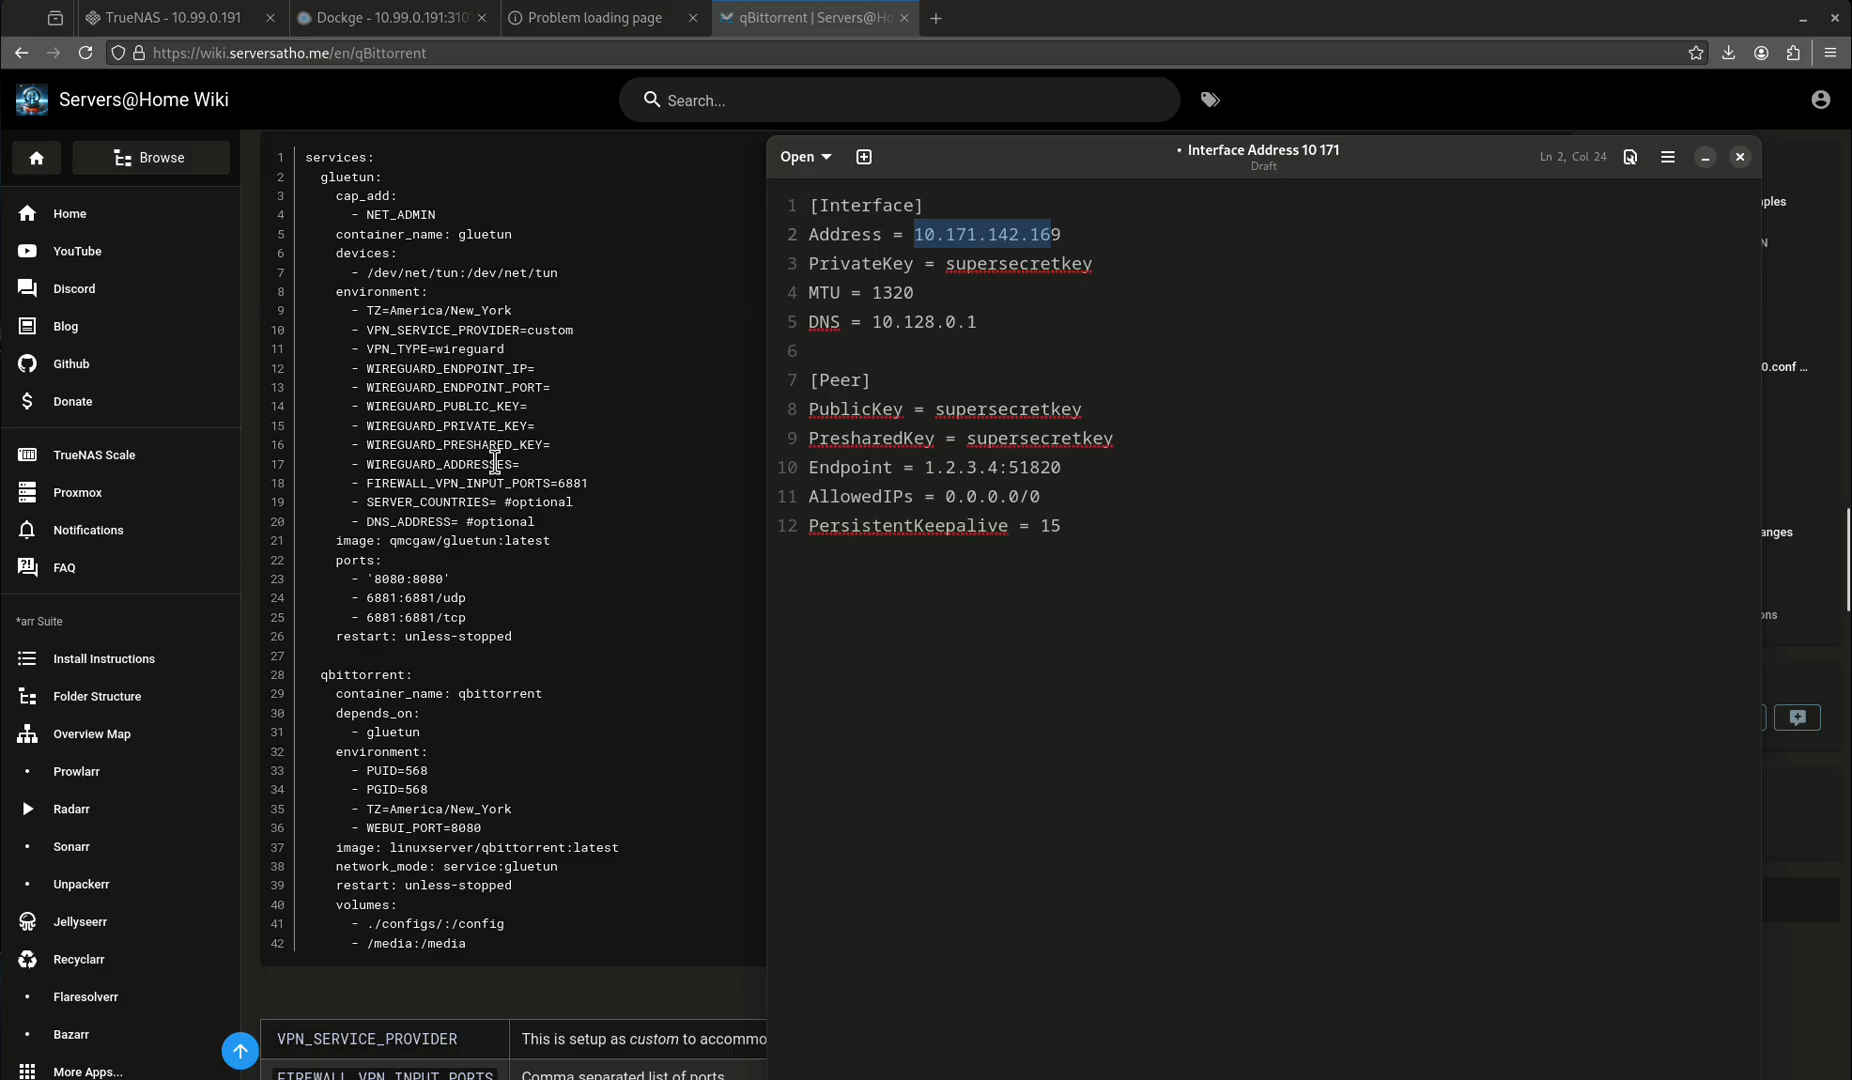 TrueNAS - 10.99.0.191
Dockge - 10.99.0.191:310
Problem loading page
qBittorrent | Servers@Ho
https://wiki.serversatho.me/en/qBittorrent
Servers@Home Wiki
Search...
Browse
Home
YouTube
Discord
Blog
Github
Donate
TrueNAS Scale
Proxmox
Notifications
FAQ
*arr Suite
Install Instructions
Folder Structure
Overview Map
Prowlarr
Radarr
Sonarr
Unpackerr
Jellyseerr
Recyclarr
Flaresolverr
Bazarr
More Apps...
1 services:
2 gluetun:
3 cap_add:
4 - NET_ADMIN
5 container_name: gluetun
6 devices:
7 - /dev/net/tun:/dev/net/tun
8 environment:
9 - TZ=America/New_York
10 - VPN_SERVICE_PROVIDER=custom
11 - VPN_TYPE=wireguard
12 - WIREGUARD_ENDPOINT_IP=
13 - WIREGUARD_ENDPOINT_PORT=
14 - WIREGUARD_PUBLIC_KEY=
15 - WIREGUARD_PRIVATE_KEY=
16 - WIREGUARD_PRESHARED_KEY=
17 - WIREGUARD_ADDRESSES=
18 - FIREWALL_VPN_INPUT_PORTS=6881
19 - SERVER_COUNTRIES= #optional
20 - DNS_ADDRESS= #optional
21 image: qmcgaw/gluetun:latest
22 ports:
23 - '8080:8080'
24 - 6881:6881/udp
25 - 6881:6881/tcp
26 restart: unless-stopped
27
28 qbittorrent:
29 container_name: qbittorrent
30 depends_on:
31 - gluetun
32 environment:
33 - PUID=568
34 - PGID=568
35 - TZ=America/New_York
36 - WEBUI_PORT=8080
37 image: linuxserver/qbittorrent:latest
38 network_mode: service:gluetun
39 restart: unless-stopped
40 volumes:
41 - ./configs/:/config
42 - /media:/media
VPN_SERVICE_PROVIDER This is setup as custom to accommo
FIREWALL_VPN_INPUT_PORTS Comma separated list of ports
Open
• Interface Address 10 171
Draft
Ln 2, Col 24
1 [Interface]
2 Address = 10.171.142.169
3 PrivateKey = supersecretkey
4 MTU = 1320
5 DNS = 10.128.0.1
6
7 [Peer]
8 PublicKey = supersecretkey
9 PresharedKey = supersecretkey
10 Endpoint = 1.2.3.4:51820
11 AllowedIPs = 0.0.0.0/0
12 PersistentKeepalive = 15
ples
N
0.conf ...
anges
ons